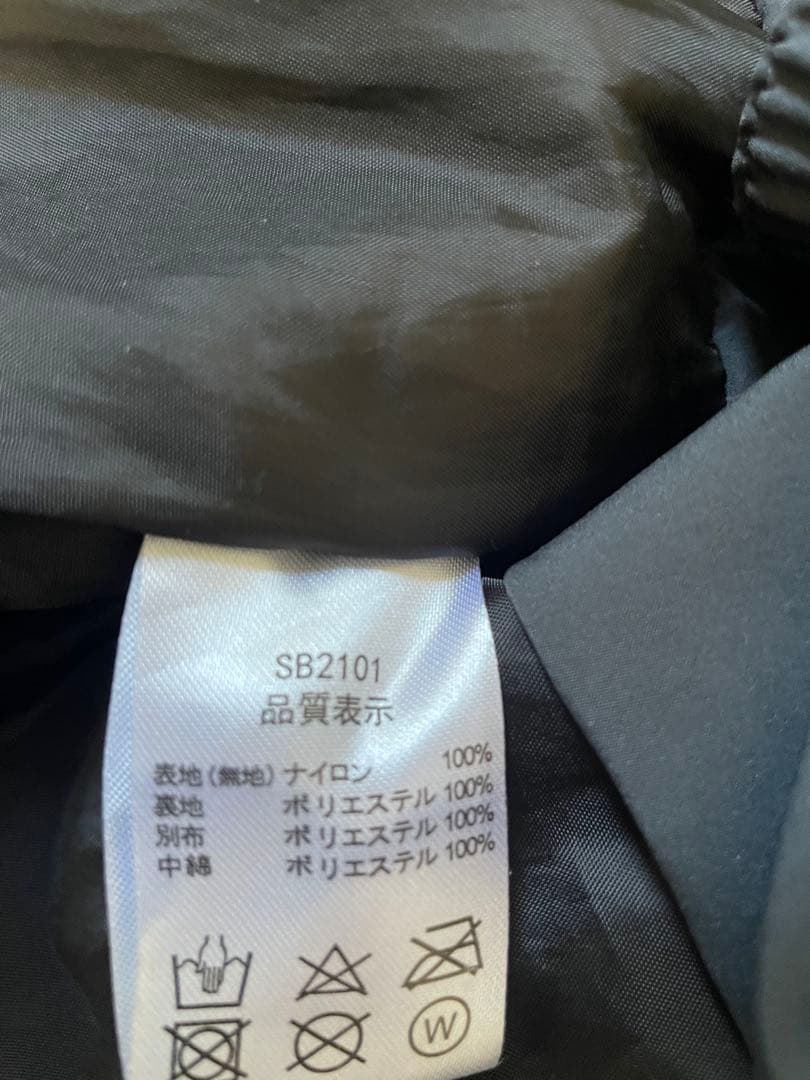 SB2101
品質表示
表地(無地) ナイロン 100%
裏地 ポリエステル 100%
別布 ポリエステル 100%
中綿 ポリエステル 100%
W